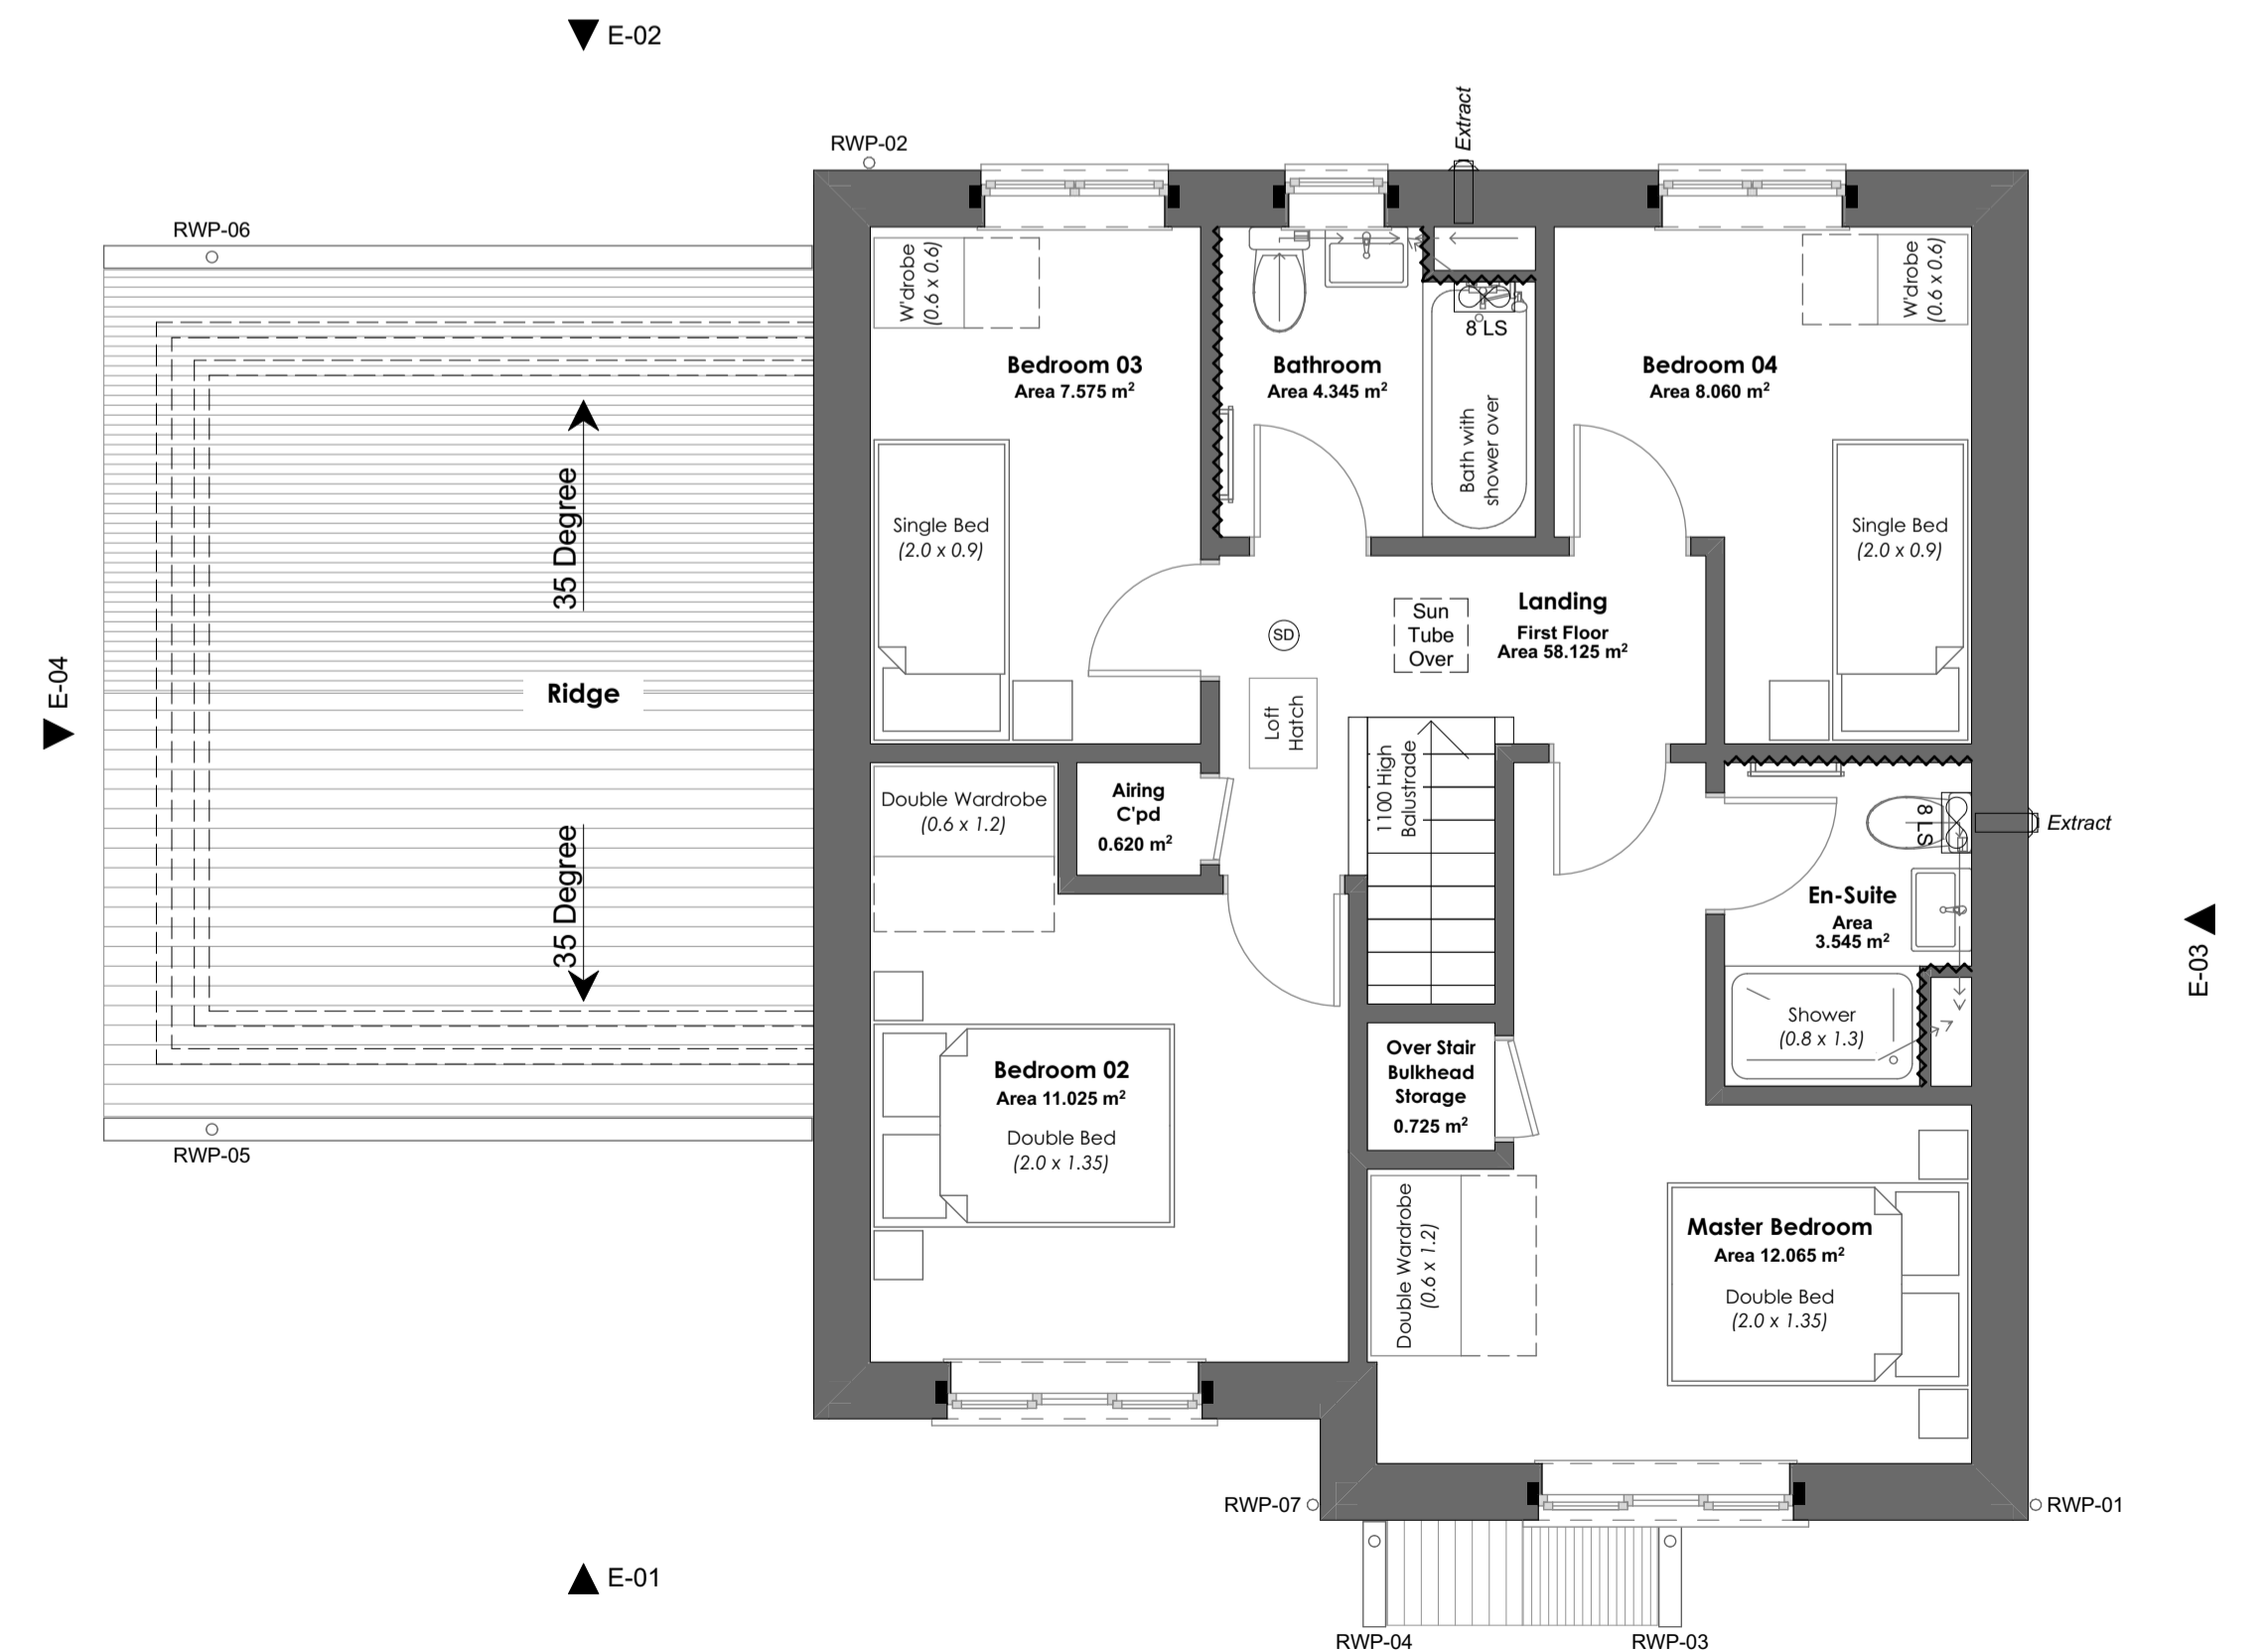 E-02
Extract
RWP-02
RWP-06
W'drobe
(0.6 x 0.6)
W'drobe
(0.6 x 0.6)
8 LS
Bedroom 03
Area 7.575 m²
Bathroom
Area 4.345 m²
Bedroom 04
Area 8.060 m²
Bath with
shower over
35 Degree
Single Bed
(2.0 x 0.9)
Single Bed
(2.0 x 0.9)
Landing
First Floor
Area 58.125 m²
Sun
Tube
Over
SD
E-04
Ridge
Loft
Hatch
1100 High
Balustrade
Double Wardrobe
(0.6 x 1.2)
Airing
C'pd
0.620 m²
8 LS
Extract
35 Degree
En-Suite
Area
3.545 m²
E-03
Shower
(0.8 x 1.3)
Over Stair
Bulkhead
Storage
0.725 m²
Bedroom 02
Area 11.025 m²
Double Bed
(2.0 x 1.35)
RWP-05
Double Wardrobe
(0.6 x 1.2)
Master Bedroom
Area 12.065 m²
Double Bed
(2.0 x 1.35)
RWP-07
RWP-01
E-01
RWP-04
RWP-03